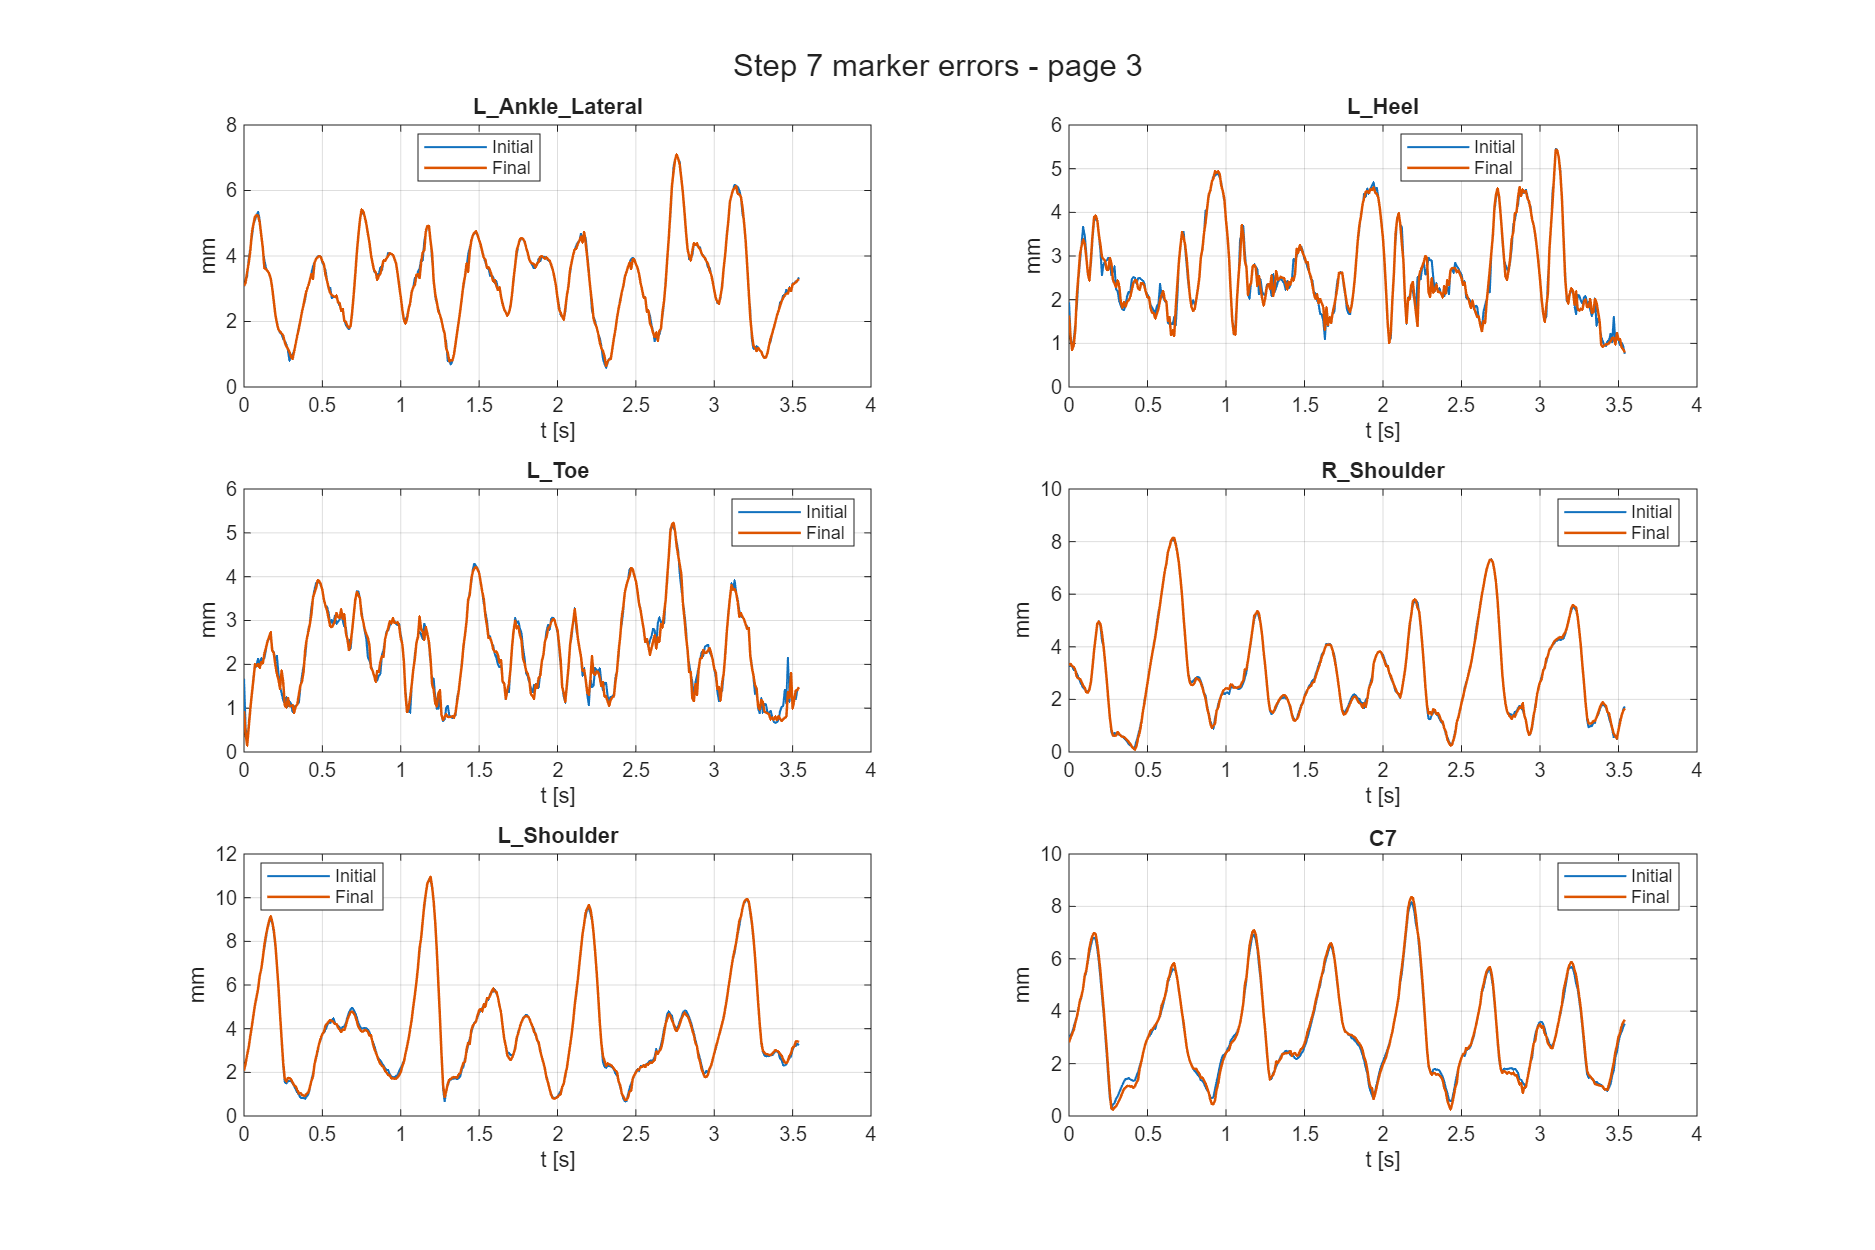 Step 7 marker errors - page 3
L_Ankle_Lateral
8
6
4
2
0
mm
Initial
Final
0 0.5 1 1.5 2 2.5 3 3.5 4
t [s]
L_Heel
6
5
4
3
2
1
0
mm
Initial
Final
0 0.5 1 1.5 2 2.5 3 3.5 4
t [s]
L_Toe
6
5
4
3
2
1
0
mm
Initial
Final
0 0.5 1 1.5 2 2.5 3 3.5 4
t [s]
R_Shoulder
10
8
6
4
2
0
mm
Initial
Final
0 0.5 1 1.5 2 2.5 3 3.5 4
t [s]
L_Shoulder
12
10
8
6
4
2
0
mm
Initial
Final
0 0.5 1 1.5 2 2.5 3 3.5 4
t [s]
C7
10
8
6
4
2
0
mm
Initial
Final
0 0.5 1 1.5 2 2.5 3 3.5 4
t [s]